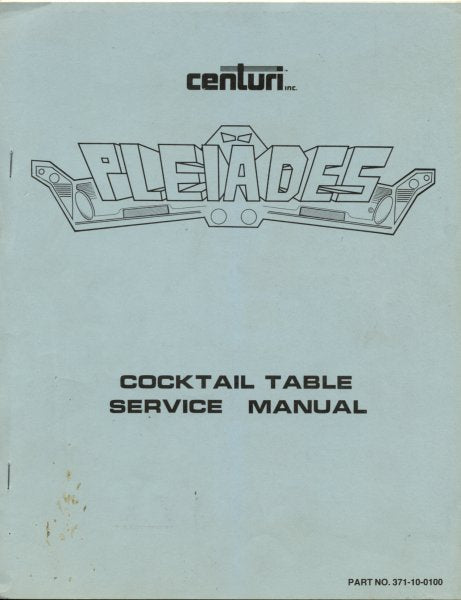 centuri inc.
PLEIADES
COCKTAIL TABLE
SERVICE MANUAL
PART NO. 371-10-0100